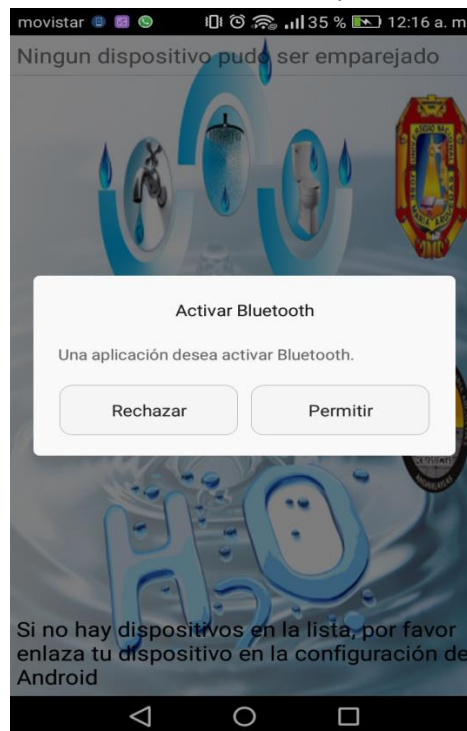 movistar 35 % 12:16 a. m
Ningun dispositivo pudo ser emparejado
Activar Bluetooth
Una aplicación desea activar Bluetooth.
Rechazar Permitir
H2O
Si no hay dispositivos en la lista, por favor
enlaza tu dispositivo en la configuración de
Android